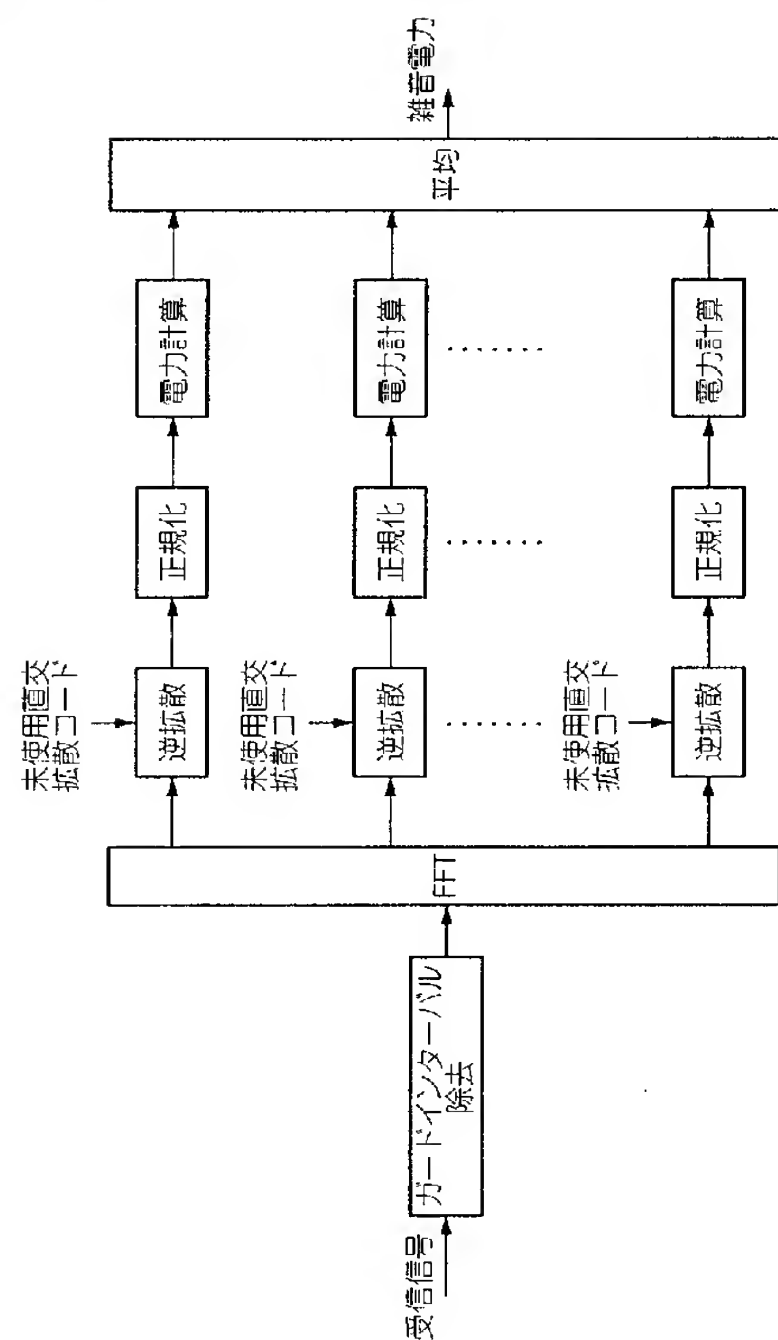 受信信号
ガードインターバル
除去
FFT
未使用直交
拡散コード
逆拡散
正規化
電力計算
未使用直交
拡散コード
逆拡散
正規化
電力計算
未使用直交
拡散コード
逆拡散
正規化
電力計算
平均
雑音電力